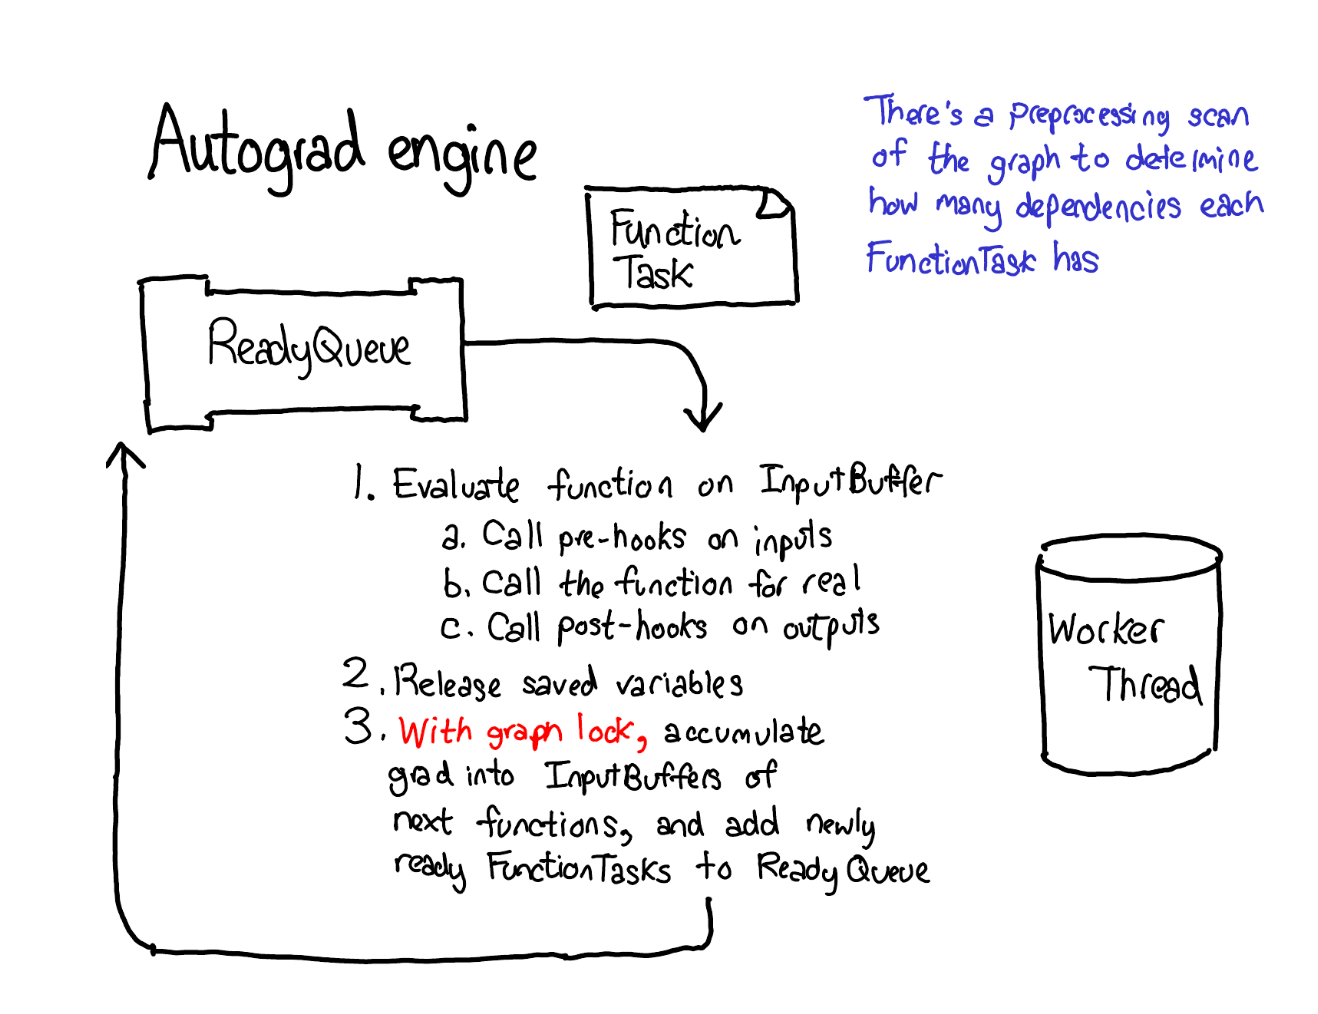 Autograd engine
There's a preprocessing scan
of the graph to determine
how many dependencies each
FunctionTask has
Function
Task
ReadyQueue
1. Evaluate function on InputBuffer
a. Call pre-hooks on inputs
b. Call the function for real
c. Call post-hooks on outputs
2. Release saved variables
3. With graph lock, accumulate
grad into InputBuffers of
next functions, and add newly
ready FunctionTasks to ReadyQueue
Worker
Thread